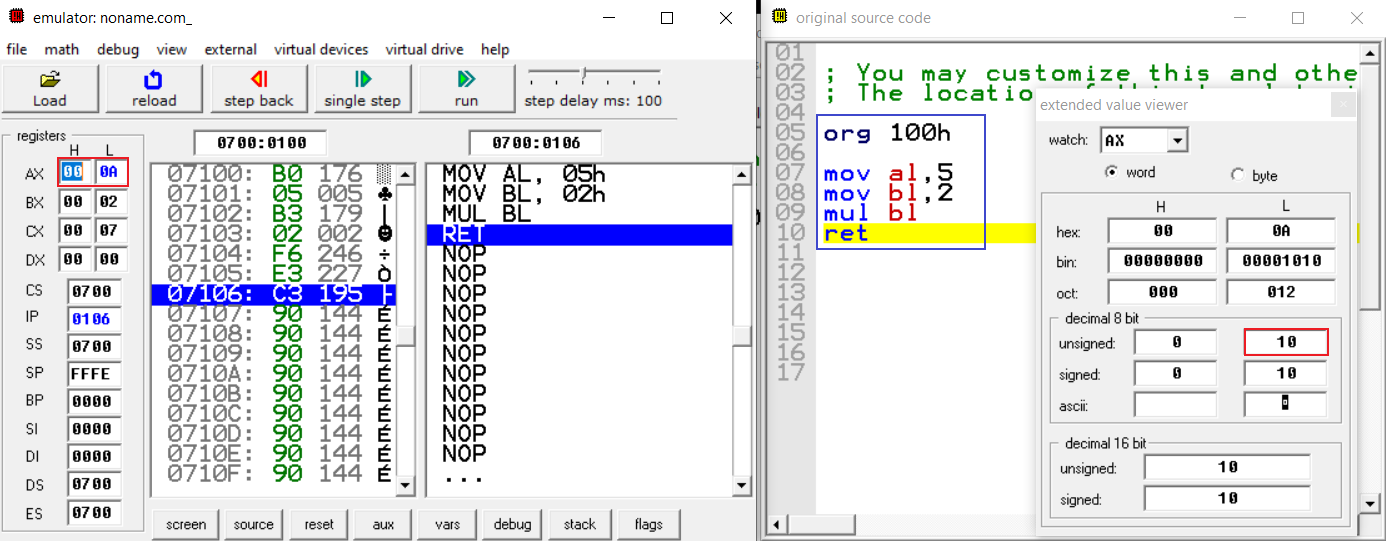 emulator: noname.com_
file math debug view external virtual devices virtual drive help
Load reload step back single step run step delay ms: 100
registers
H L
AX 00 0A
BX 00 02
CX 00 07
DX 00 00
CS 0700
IP 0106
SS 0700
SP FFFE
BP 0000
SI 0000
DI 0000
DS 0700
ES 0700
0700:0100
07100: B0 176 ▒
07101: 05 005 ♣
07102: B3 179 │
07103: 02 002 ☻
07104: F6 246 ÷
07105: E3 227 Ò
07106: C3 195 ├
07107: 90 144 É
07108: 90 144 É
07109: 90 144 É
0710A: 90 144 É
0710B: 90 144 É
0710C: 90 144 É
0710D: 90 144 É
0710E: 90 144 É
0710F: 90 144 É
0700:0106
MOV AL, 05h
MOV BL, 02h
MUL BL
RET
NOP
NOP
NOP
NOP
NOP
NOP
NOP
NOP
NOP
NOP
NOP
...
screen source reset aux vars debug stack flags
original source code
01
02 ; You may customize this and othe
03 ; The location
04
05 org 100h
06
07 mov al,5
08 mov bl,2
09 mul bl
10 ret
11
12
13
14
15
16
17
extended value viewer
watch: AX
word byte
H L
hex: 00 0A
bin: 00000000 00001010
oct: 000 012
decimal 8 bit
unsigned: 0 10
signed: 0 10
ascii:
decimal 16 bit
unsigned: 10
signed: 10